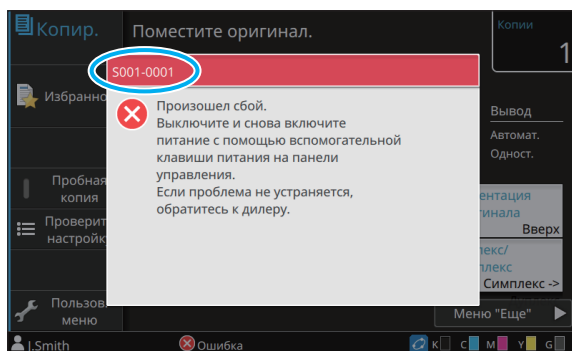 Копир.
Поместите оригинал.
Копии
1
S001-0001
Избранно
Произошел сбой.
Выключите и снова включите
питание с помощью вспомогательной
клавиши питания на панели
управления.
Если проблема не устраняется,
обратитесь к дилеру.
Вывод
Автомат.
Одност.
Пробная
копия
Проверит
настройк
ентация
гинала
Вверх
лекс/
плекс
Симплекс ->
Пользов.
меню
Меню "Еще"
I.Smith
Ошибка
K
C
M
Y
G